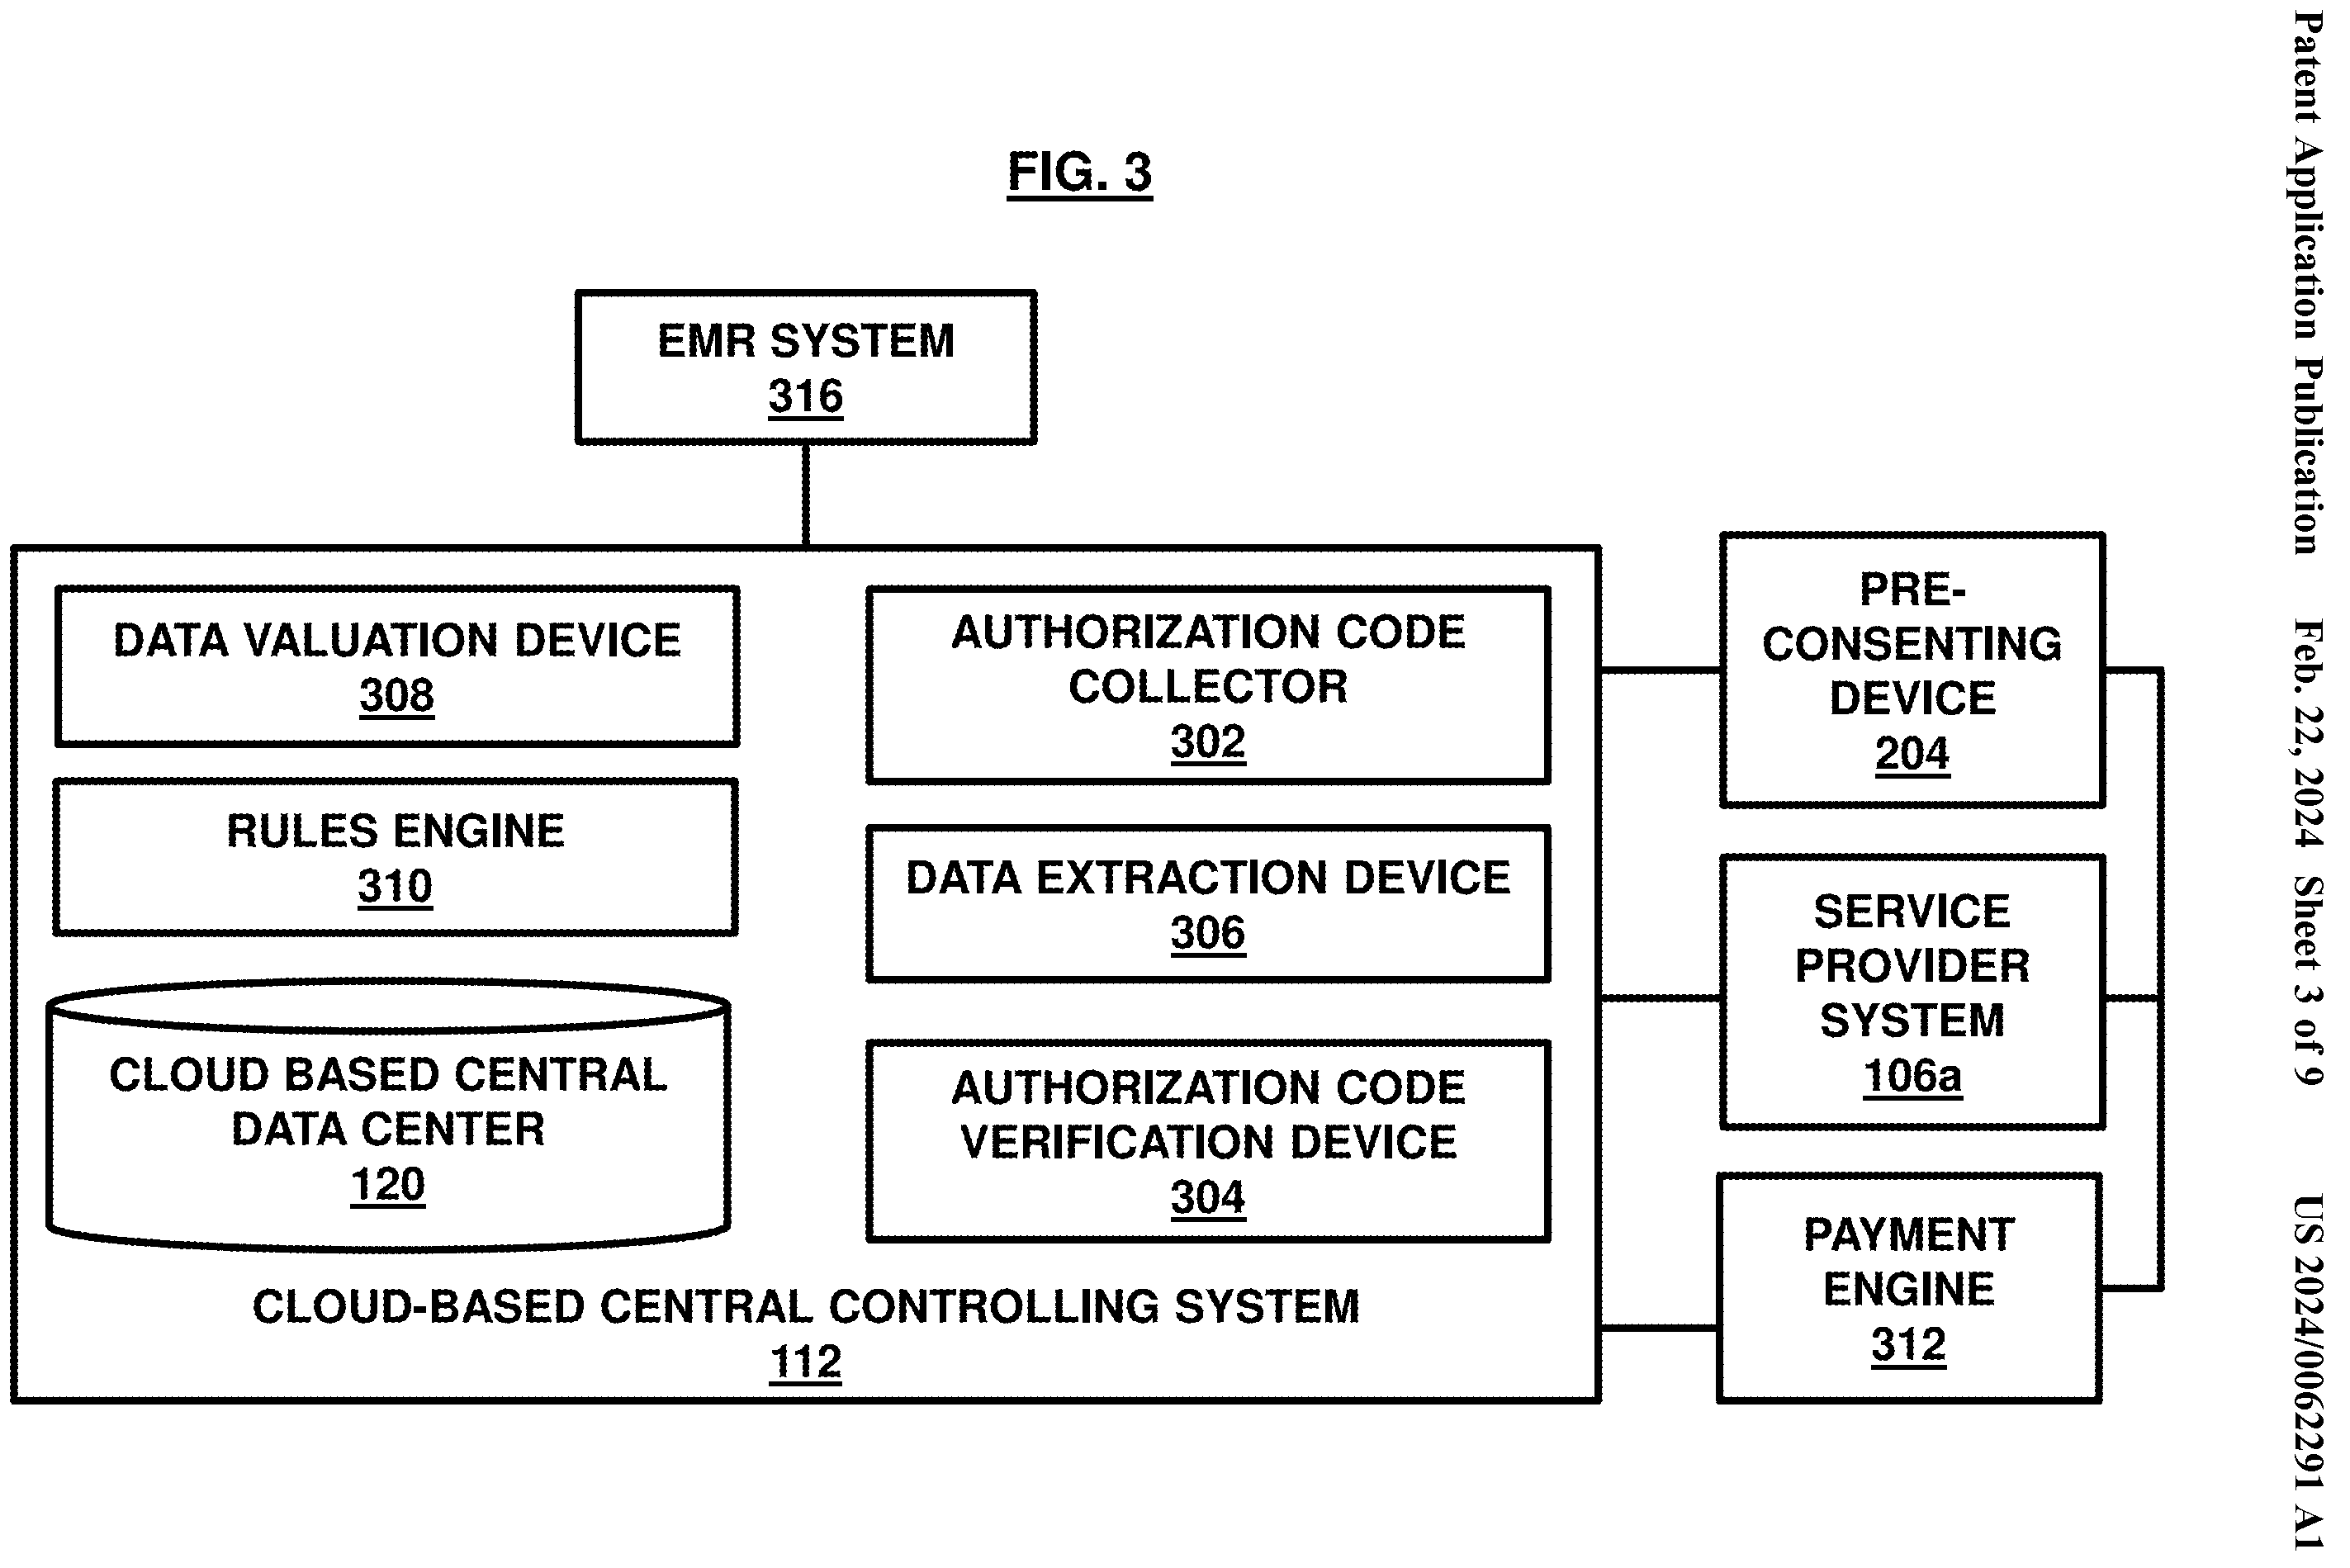 Patent Application Publication Feb. 22, 2024 Sheet 3 of 9 US 2024/0062291 A1
FIG. 3
EMR SYSTEM
316
DATA VALUATION DEVICE
308
RULES ENGINE
310
CLOUD BASED CENTRAL
DATA CENTER
120
AUTHORIZATION CODE
COLLECTOR
302
DATA EXTRACTION DEVICE
306
AUTHORIZATION CODE
VERIFICATION DEVICE
304
CLOUD-BASED CENTRAL CONTROLLING SYSTEM
112
PRE-
CONSENTING
DEVICE
204
SERVICE
PROVIDER
SYSTEM
106a
PAYMENT
ENGINE
312